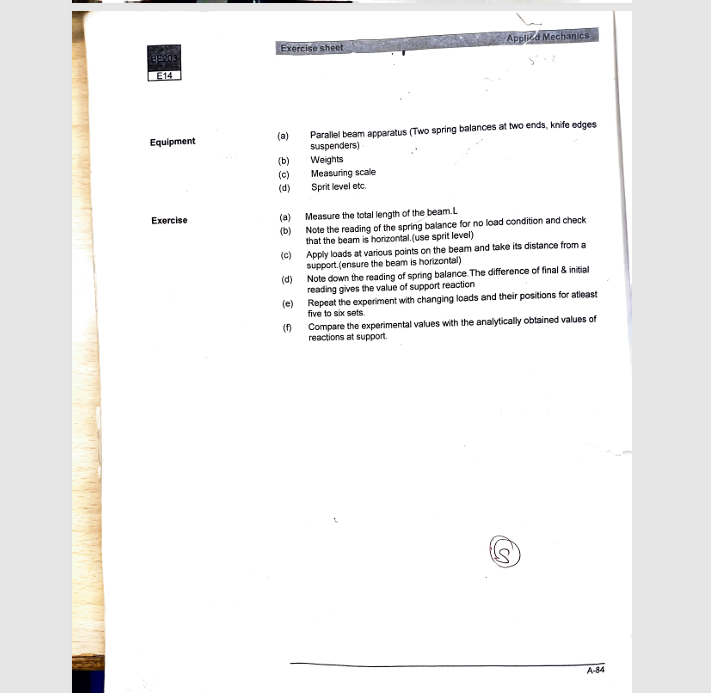 Applied Mechanics
Exercise sheet
BE203
E14
Equipment
(a) Parallel beam apparatus (Two spring balances at two ends, knife edges
suspenders)
(b) Weights
(c) Measuring scale
(d) Sprit level etc.
Exercise
(a) Measure the total length of the beam.L
(b) Note the reading of the spring balance for no load condition and check
that the beam is horizontal.(use sprit level)
(c) Apply loads at various points on the beam and take its distance from a
support.(ensure the beam is horizontal)
(d) Note down the reading of spring balance.The difference of final & initial
reading gives the value of support reaction
(e) Repeat the experiment with changing loads and their positions for atleast
five to six sets.
(f) Compare the experimental values with the analytically obtained values of
reactions at support.
A-84